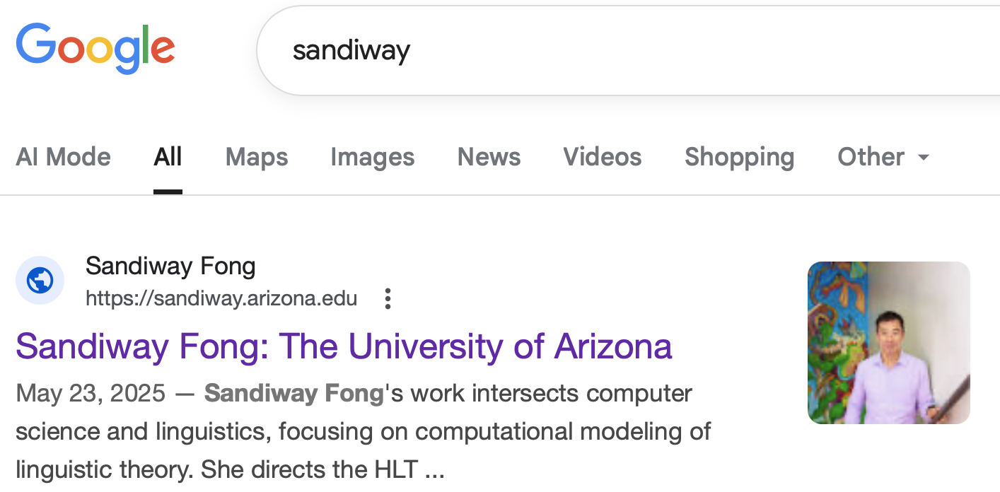 Google
sandiway
AI Mode All Maps Images News Videos Shopping Other
Sandiway Fong
https://sandiway.arizona.edu
Sandiway Fong: The University of Arizona
May 23, 2025 — Sandiway Fong's work intersects computer
science and linguistics, focusing on computational modeling of
linguistic theory. She directs the HLT ...